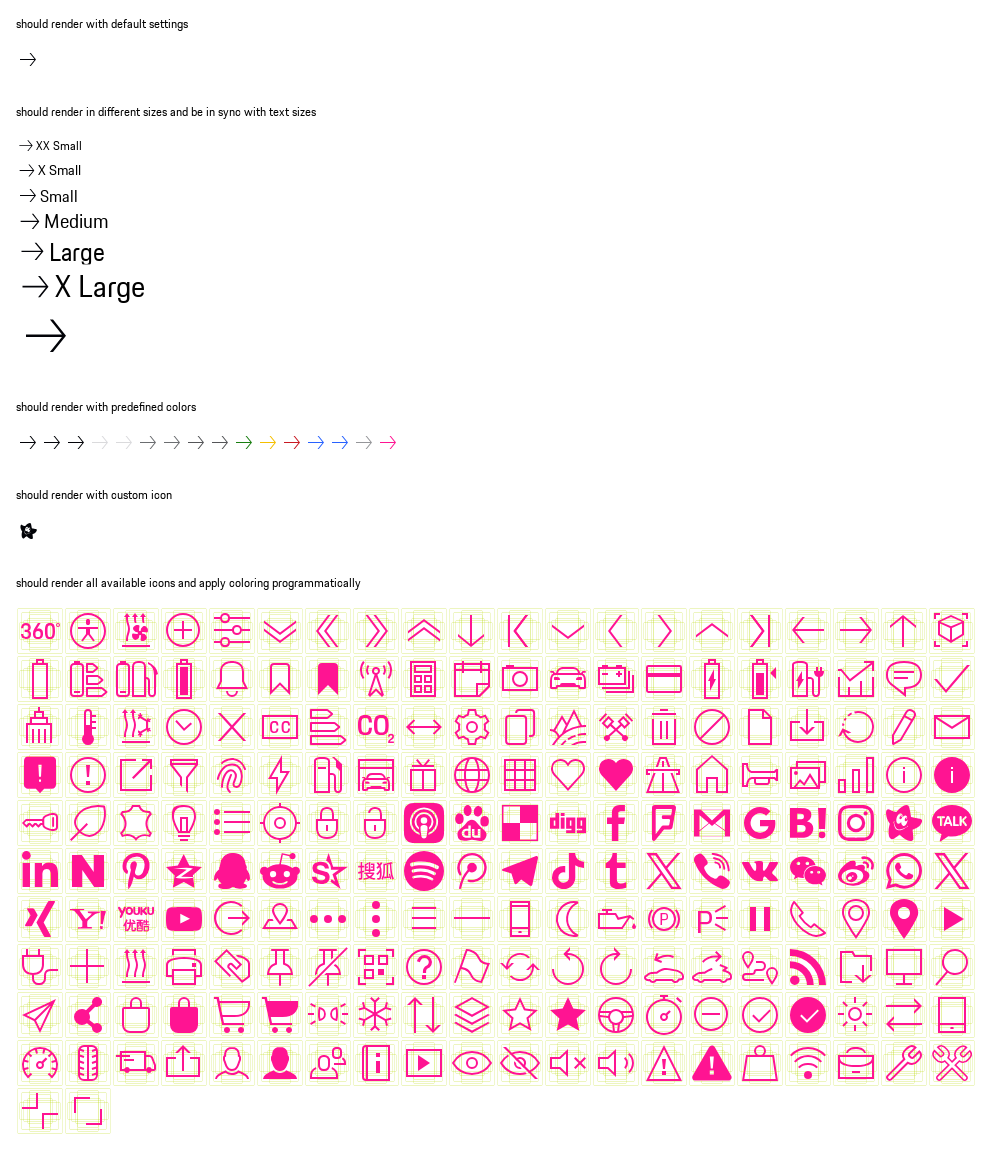 should render with default settings
should render in different sizes and be in sync with text sizes
XX Small
X Small
Small
Medium
Large
X Large
should render with predefined colors
should render with custom icon
should render all available icons and apply coloring programmatically
360°
CC
CO2
du
digg
f
G
B!
TALK
in
N
S
搜狐
t
X
X
Y!
YOUKU
优酷
P
P